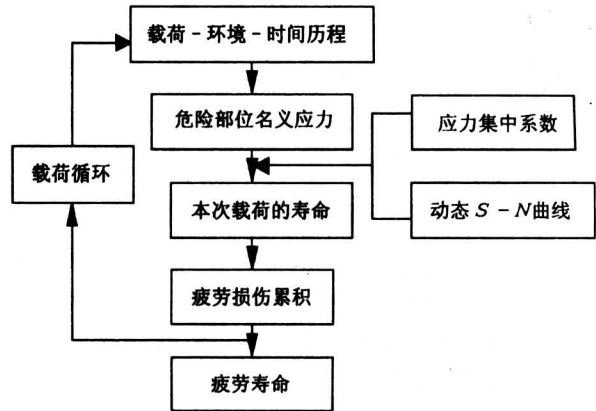 载荷-环境-时间历程
危险部位名义应力
应力集中系数
载荷循环
本次载荷的寿命
动态 S-N曲线
疲劳损伤累积
疲劳寿命